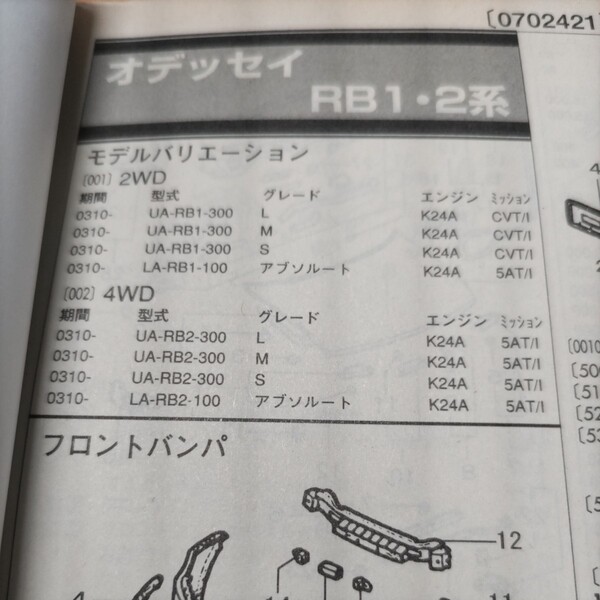 〔0702421〕
オデッセイ
RB1・2系
モデルバリエーション
〔001〕2WD
期間 型式 グレード エンジン ミッション
0310- UA-RB1-300 L K24A CVT/I
0310- UA-RB1-300 M K24A CVT/I
0310- UA-RB1-300 S K24A CVT/I
0310- LA-RB1-100 アブソルート K24A 5AT/I
〔002〕4WD
期間 型式 グレード エンジン ミッション
0310- UA-RB2-300 L K24A 5AT/I
0310- UA-RB2-300 M K24A 5AT/I
0310- UA-RB2-300 S K24A 5AT/I
0310- LA-RB2-100 アブソルート K24A 5AT/I
フロントバンパ
12